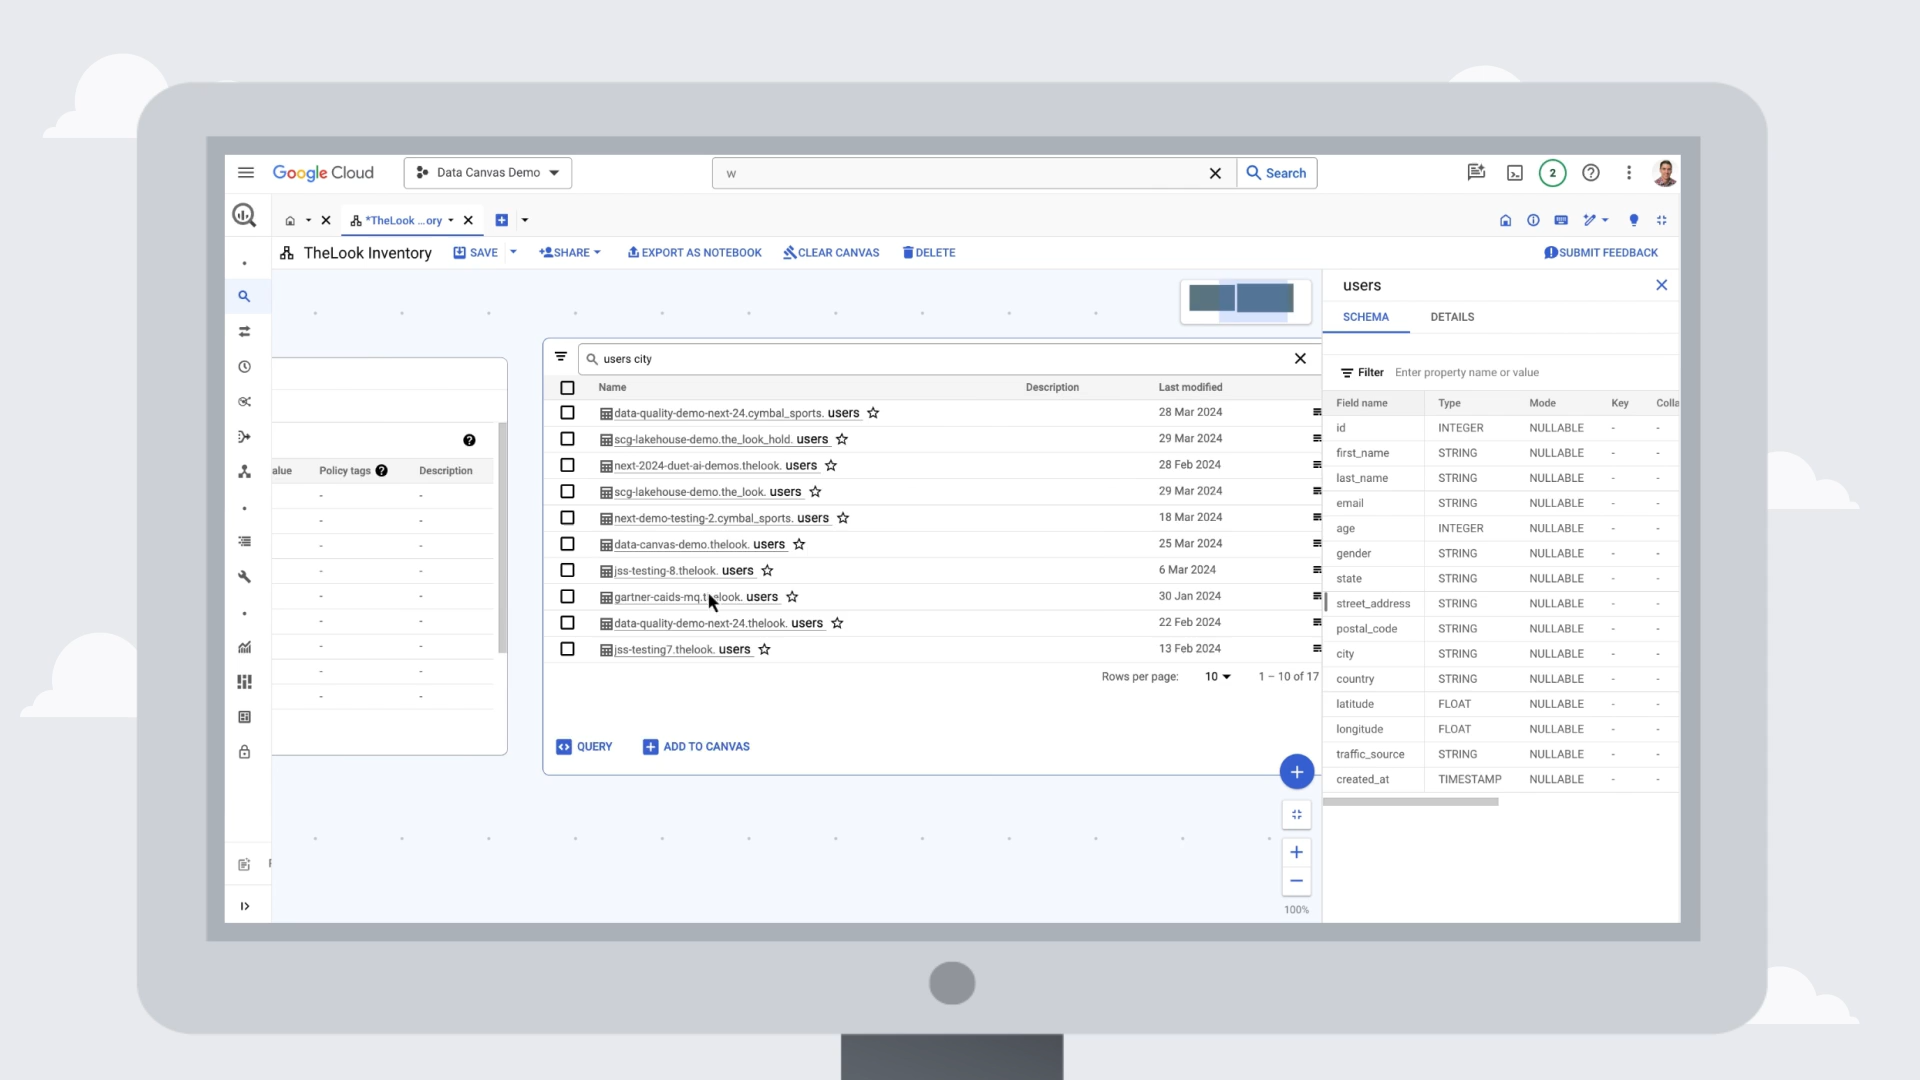 Google Cloud
Data Canvas Demo
w
Search
2
*TheLook ...ory
TheLook Inventory
SAVE
SHARE
EXPORT AS NOTEBOOK
CLEAR CANVAS
DELETE
SUBMIT FEEDBACK
alue Policy tags Description
- -
- -
- -
- -
- -
- -
- -
- -
- -
users city
Name Description Last modified
data-quality-demo-next-24.cymbal_sports. users 28 Mar 2024
scg-lakehouse-demo.the_look_hold. users 29 Mar 2024
next-2024-duet-ai-demos.thelook. users 28 Feb 2024
scg-lakehouse-demo.the_look. users 29 Mar 2024
next-demo-testing-2.cymbal_sports. users 18 Mar 2024
data-canvas-demo.thelook. users 25 Mar 2024
jss-testing-8.thelook. users 6 Mar 2024
gartner-caids-mq.thelook. users 30 Jan 2024
data-quality-demo-next-24.thelook. users 22 Feb 2024
jss-testing7.thelook. users 13 Feb 2024
Rows per page: 10 1 – 10 of 17
QUERY
ADD TO CANVAS
100%
users
SCHEMA DETAILS
Filter Enter property name or value
Field name Type Mode Key Colla
id INTEGER NULLABLE - -
first_name STRING NULLABLE - -
last_name STRING NULLABLE - -
email STRING NULLABLE - -
age INTEGER NULLABLE - -
gender STRING NULLABLE - -
state STRING NULLABLE - -
street_address STRING NULLABLE - -
postal_code STRING NULLABLE - -
city STRING NULLABLE - -
country STRING NULLABLE - -
latitude FLOAT NULLABLE - -
longitude FLOAT NULLABLE - -
traffic_source STRING NULLABLE - -
created_at TIMESTAMP NULLABLE - -